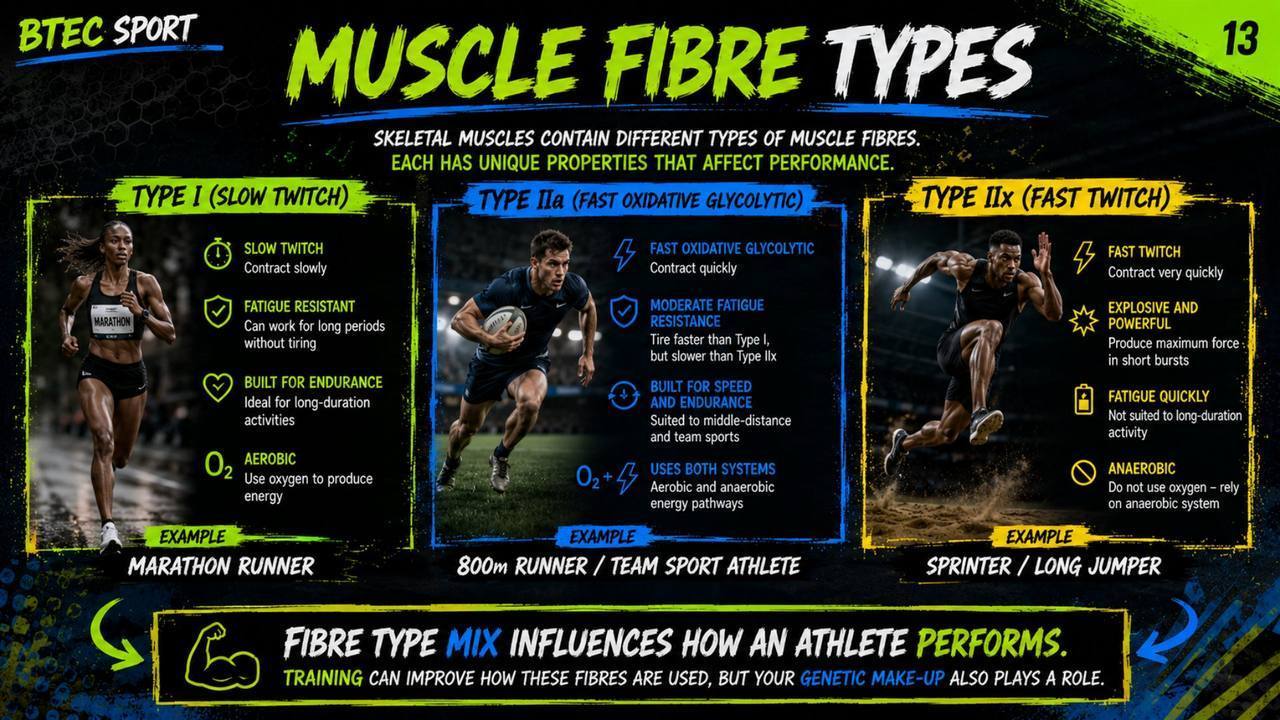 BTEC SPORT
13
MUSCLE FIBRE TYPES
SKELETAL MUSCLES CONTAIN DIFFERENT TYPES OF MUSCLE FIBRES.
EACH HAS UNIQUE PROPERTIES THAT AFFECT PERFORMANCE.
TYPE I (SLOW TWITCH)
MARATHON
SLOW TWITCH
Contract slowly
FATIGUE RESISTANT
Can work for long periods
without tiring
BUILT FOR ENDURANCE
Ideal for long-duration
activities
O₂
AEROBIC
Use oxygen to produce
energy
EXAMPLE
MARATHON RUNNER
TYPE IIa (FAST OXIDATIVE GLYCOLYTIC)
FAST OXIDATIVE GLYCOLYTIC
Contract quickly
MODERATE FATIGUE
RESISTANCE
Tire faster than Type I,
but slower than Type IIx
BUILT FOR SPEED
AND ENDURANCE
Suited to middle-distance
and team sports
O₂+
USES BOTH SYSTEMS
Aerobic and anaerobic
energy pathways
EXAMPLE
800m RUNNER / TEAM SPORT ATHLETE
TYPE IIx (FAST TWITCH)
FAST TWITCH
Contract very quickly
EXPLOSIVE AND
POWERFUL
Produce maximum force
in short bursts
FATIGUE QUICKLY
Not suited to long-duration
activity
ANAEROBIC
Do not use oxygen – rely
on anaerobic system
EXAMPLE
SPRINTER / LONG JUMPER
FIBRE TYPE MIX INFLUENCES HOW AN ATHLETE PERFORMS.
TRAINING CAN IMPROVE HOW THESE FIBRES ARE USED, BUT YOUR GENETIC MAKE-UP ALSO PLAYS A ROLE.